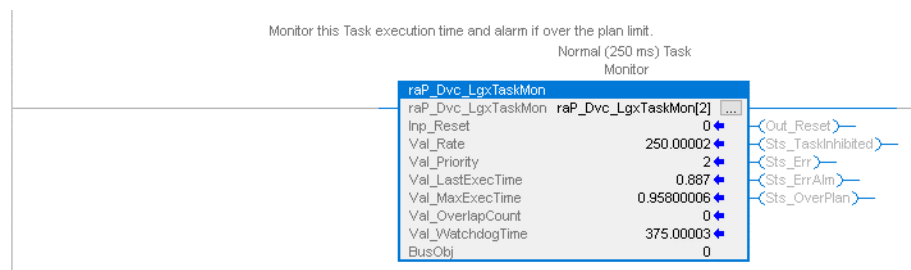 Monitor this Task execution time and alarm if over the plan limit.
Normal (250 ms) Task
Monitor
raP_Dvc_LgxTaskMon
raP_Dvc_LgxTaskMon raP_Dvc_LgxTaskMon[2] ...
Inp_Reset 0 Out_Reset
Val_Rate 250.00002 Sts_TaskInhibited
Val_Priority 2 Sts_Err
Val_LastExecTime 0.887 Sts_ErrAlm
Val_MaxExecTime 0.95800006 Sts_OverPlan
Val_OverlapCount 0
Val_WatchdogTime 375.00003
BusObj 0